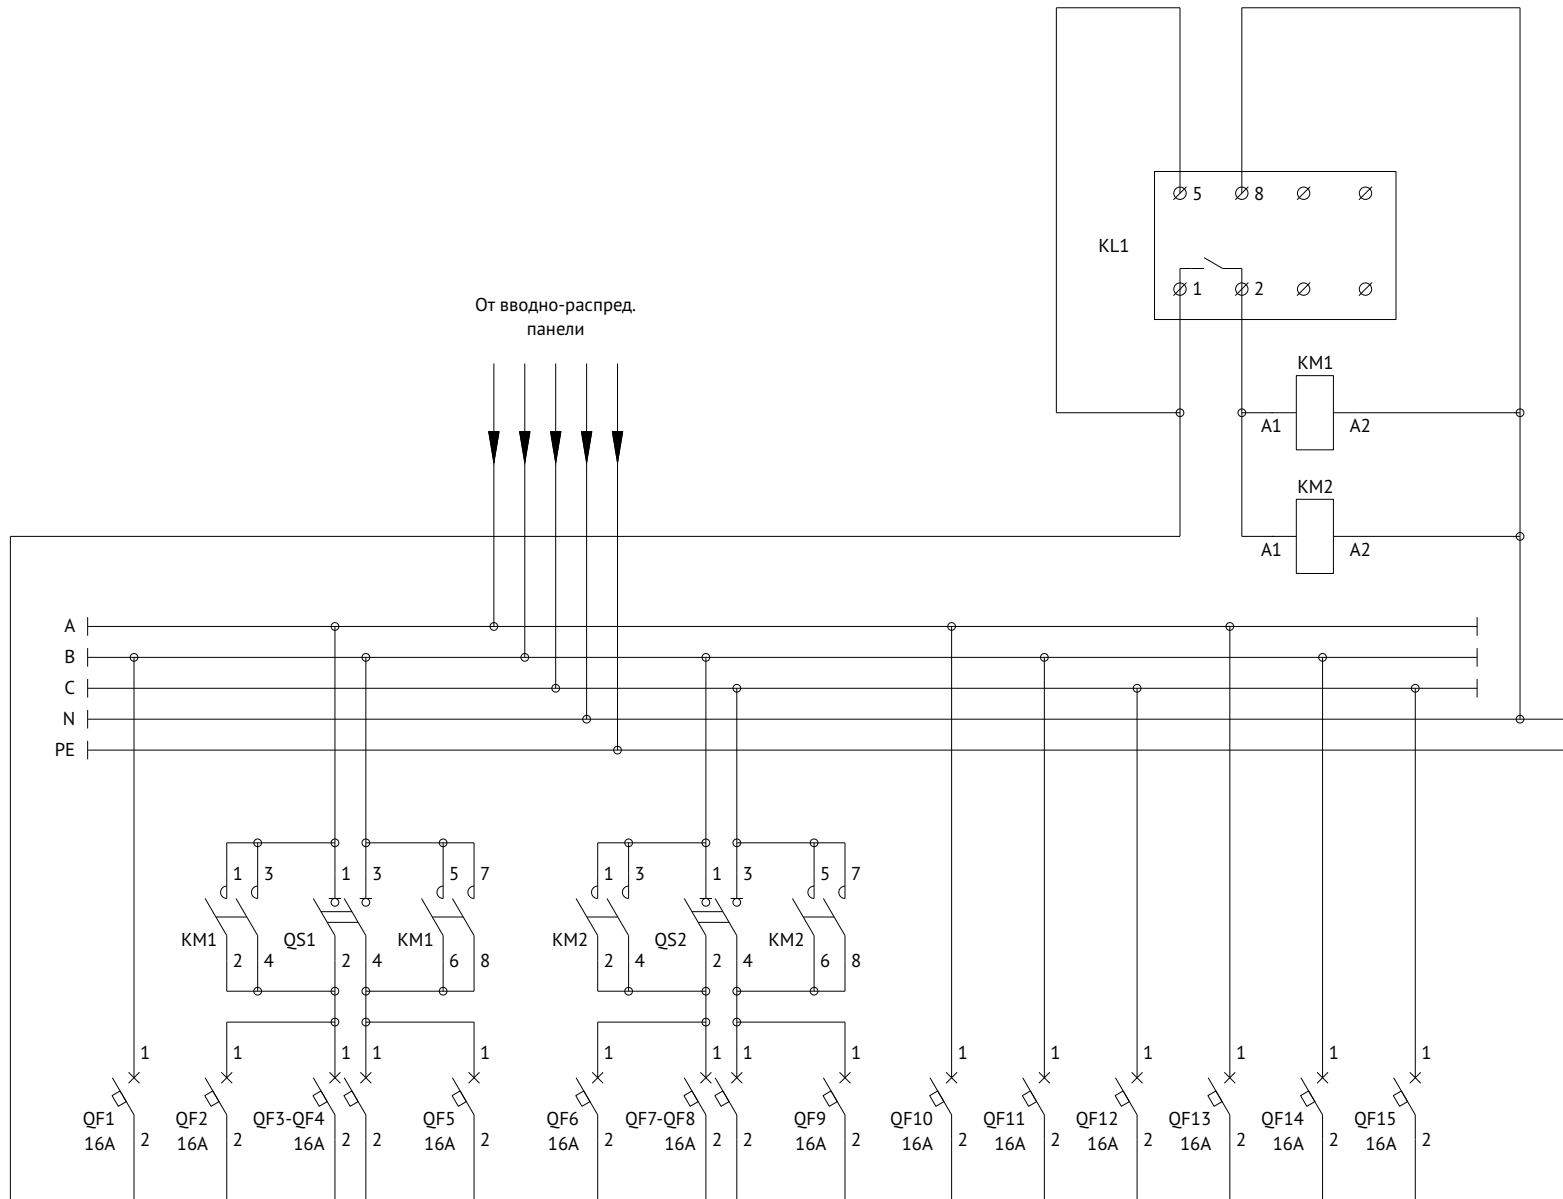 5 8
KL1
1 2
От вводно-распред.
панели
KM1
A1 A2
KM2
A1 A2
A
B
C
N
PE
1 3 1 3 5 7 1 3 1 3 5 7
KM1 QS1 KM1 KM2 QS2 KM2
2 4 2 4 6 8 2 4 2 4 6 8
1 1 1 1 1 1 1 1 1 1 1 1 1 1 1
QF1 QF2 QF3-QF4 QF5 QF6 QF7-QF8 QF9 QF10 QF11 QF12 QF13 QF14 QF15
2 2 2 2 2 2 2 2 2 2 2 2 2 2 2
16A 16A 16A 16A 16A 16A 16A 16A 16A 16A 16A 16A 16A